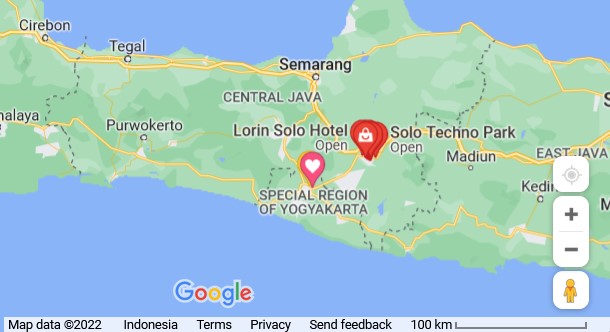 Cirebon
Tegal
Semarang
CENTRAL JAVA
malaya
Purwokerto
Lorin Solo Hotel
Open
Solo Techno Park
Open
Madiun
EAST JAVA
SPECIAL REGION
OF YOGYAKARTA
Google
Map data ©2022 Indonesia Terms Privacy Send feedback 100 km